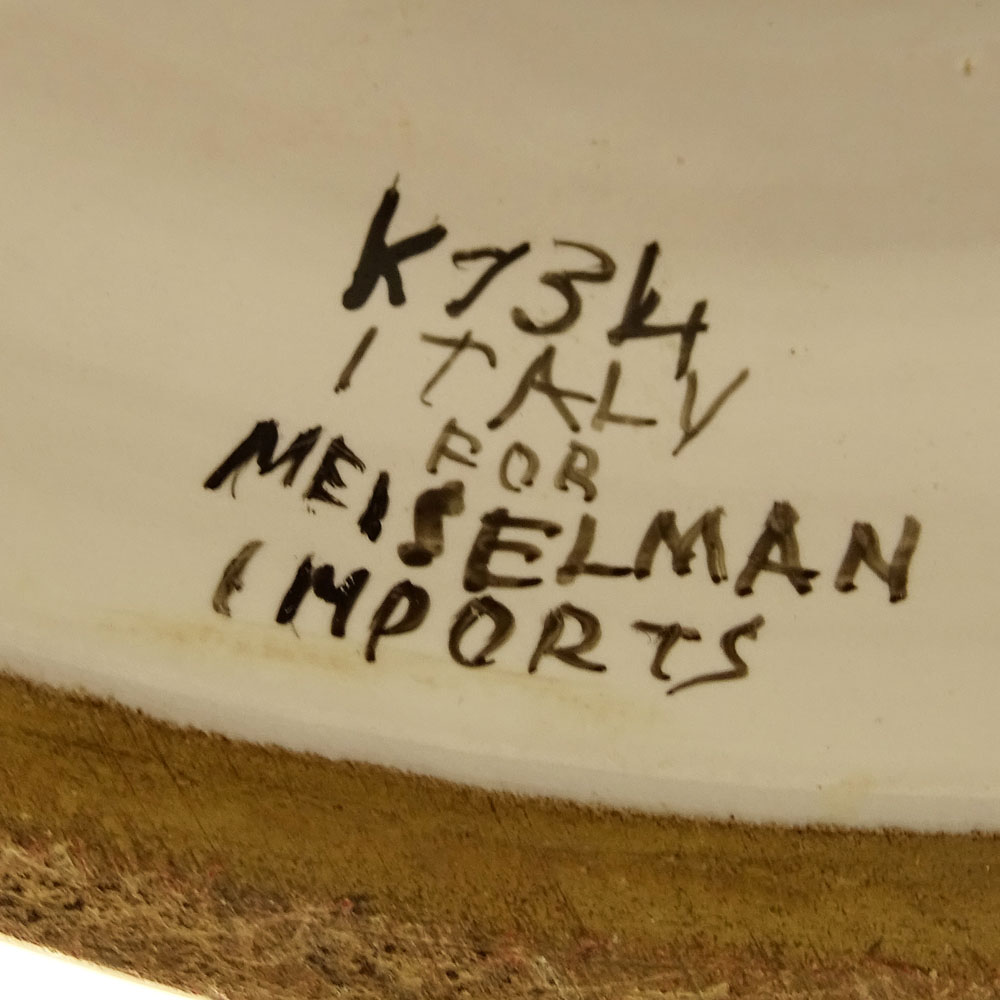 K734
ITALY
FOR
MEISELMAN
IMPORTS